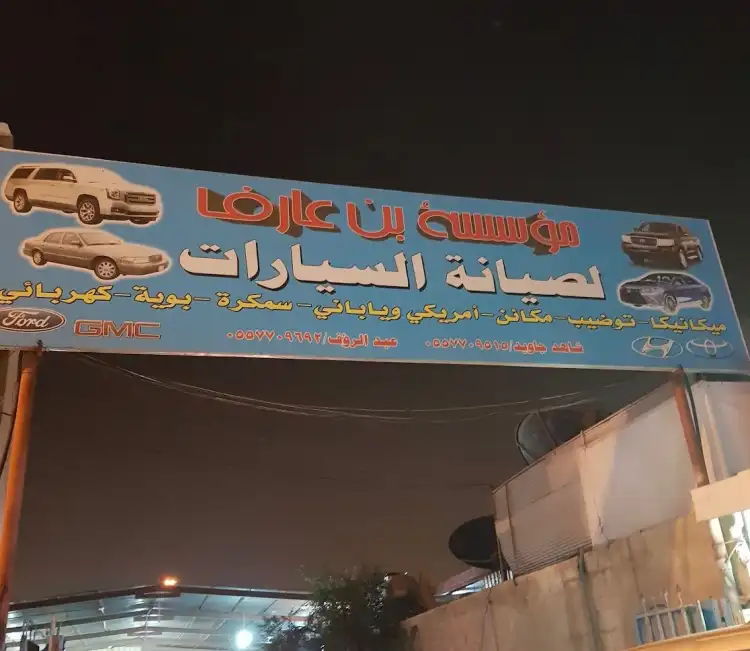 مؤسسة بن عارف
لصيانة السيارات
ميكانيكا - توضيب - مكائن - أمريكي وياباني - سمكرة - بوية - كهربائي
شاهد جاويد/٠٥٥٧٧٠٩٥١٥ عبد الرؤف/٠٥٥٧٧٠٩٦٩٢
Ford GMC